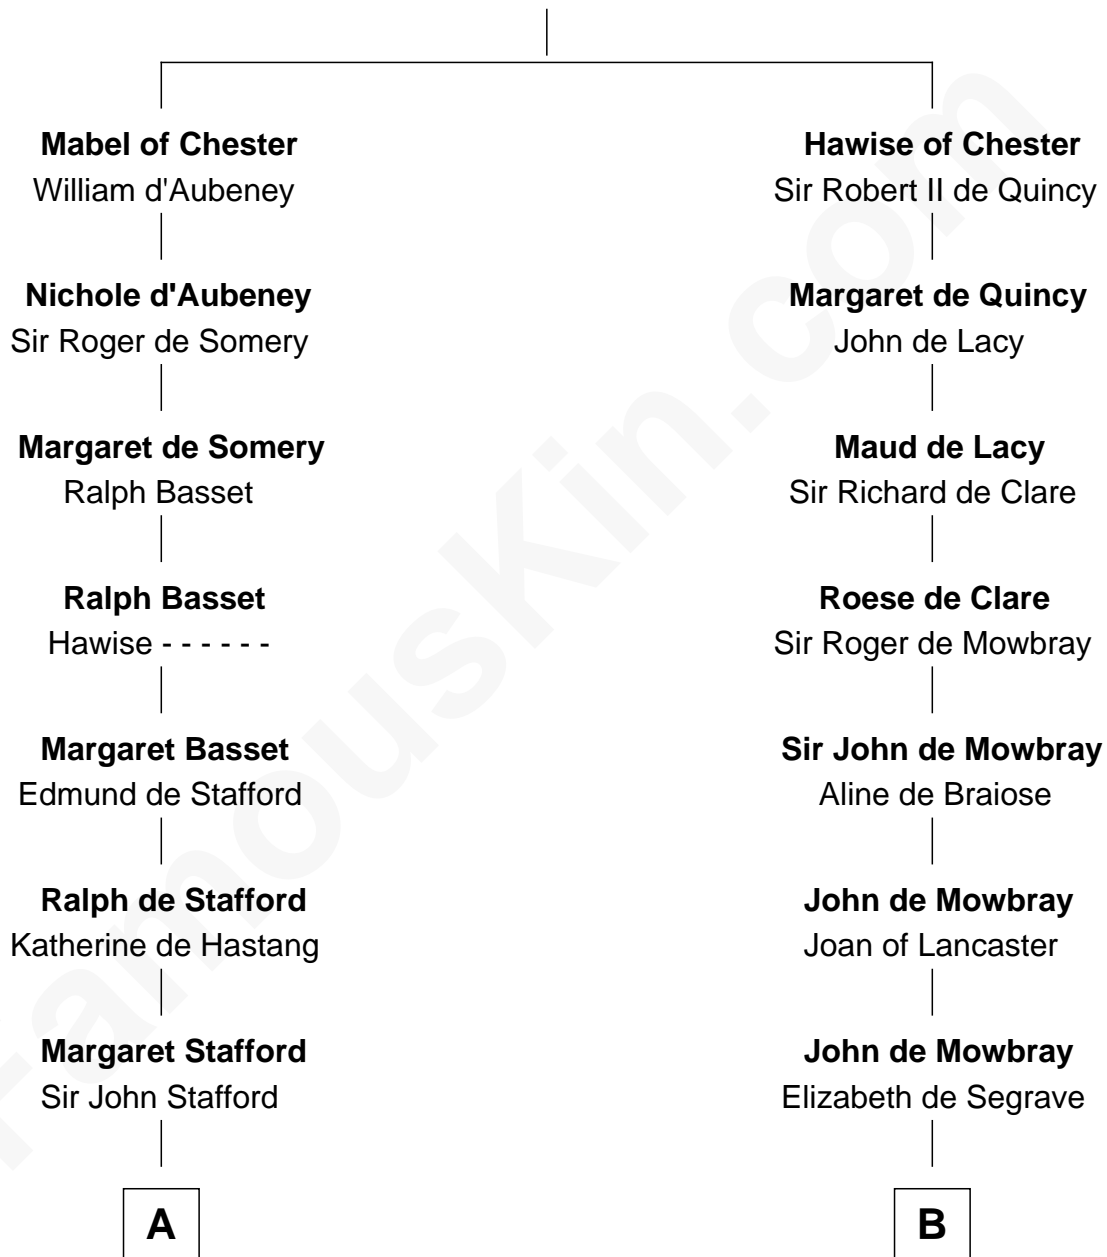 Mabel of Chester
William d'Aubeney
Nichole d'Aubeney
Sir Roger de Somery
Margaret de Somery
Ralph Basset
Ralph Basset
Hawise - - - - - -
Margaret Basset
Edmund de Stafford
Ralph de Stafford
Katherine de Hastang
Margaret Stafford
Sir John Stafford
A
Hawise of Chester
Sir Robert II de Quincy
Margaret de Quincy
John de Lacy
Maud de Lacy
Sir Richard de Clare
Roese de Clare
Sir Roger de Mowbray
Sir John de Mowbray
Aline de Braiose
John de Mowbray
Joan of Lancaster
John de Mowbray
Elizabeth de Segrave
B
FamousKin.com